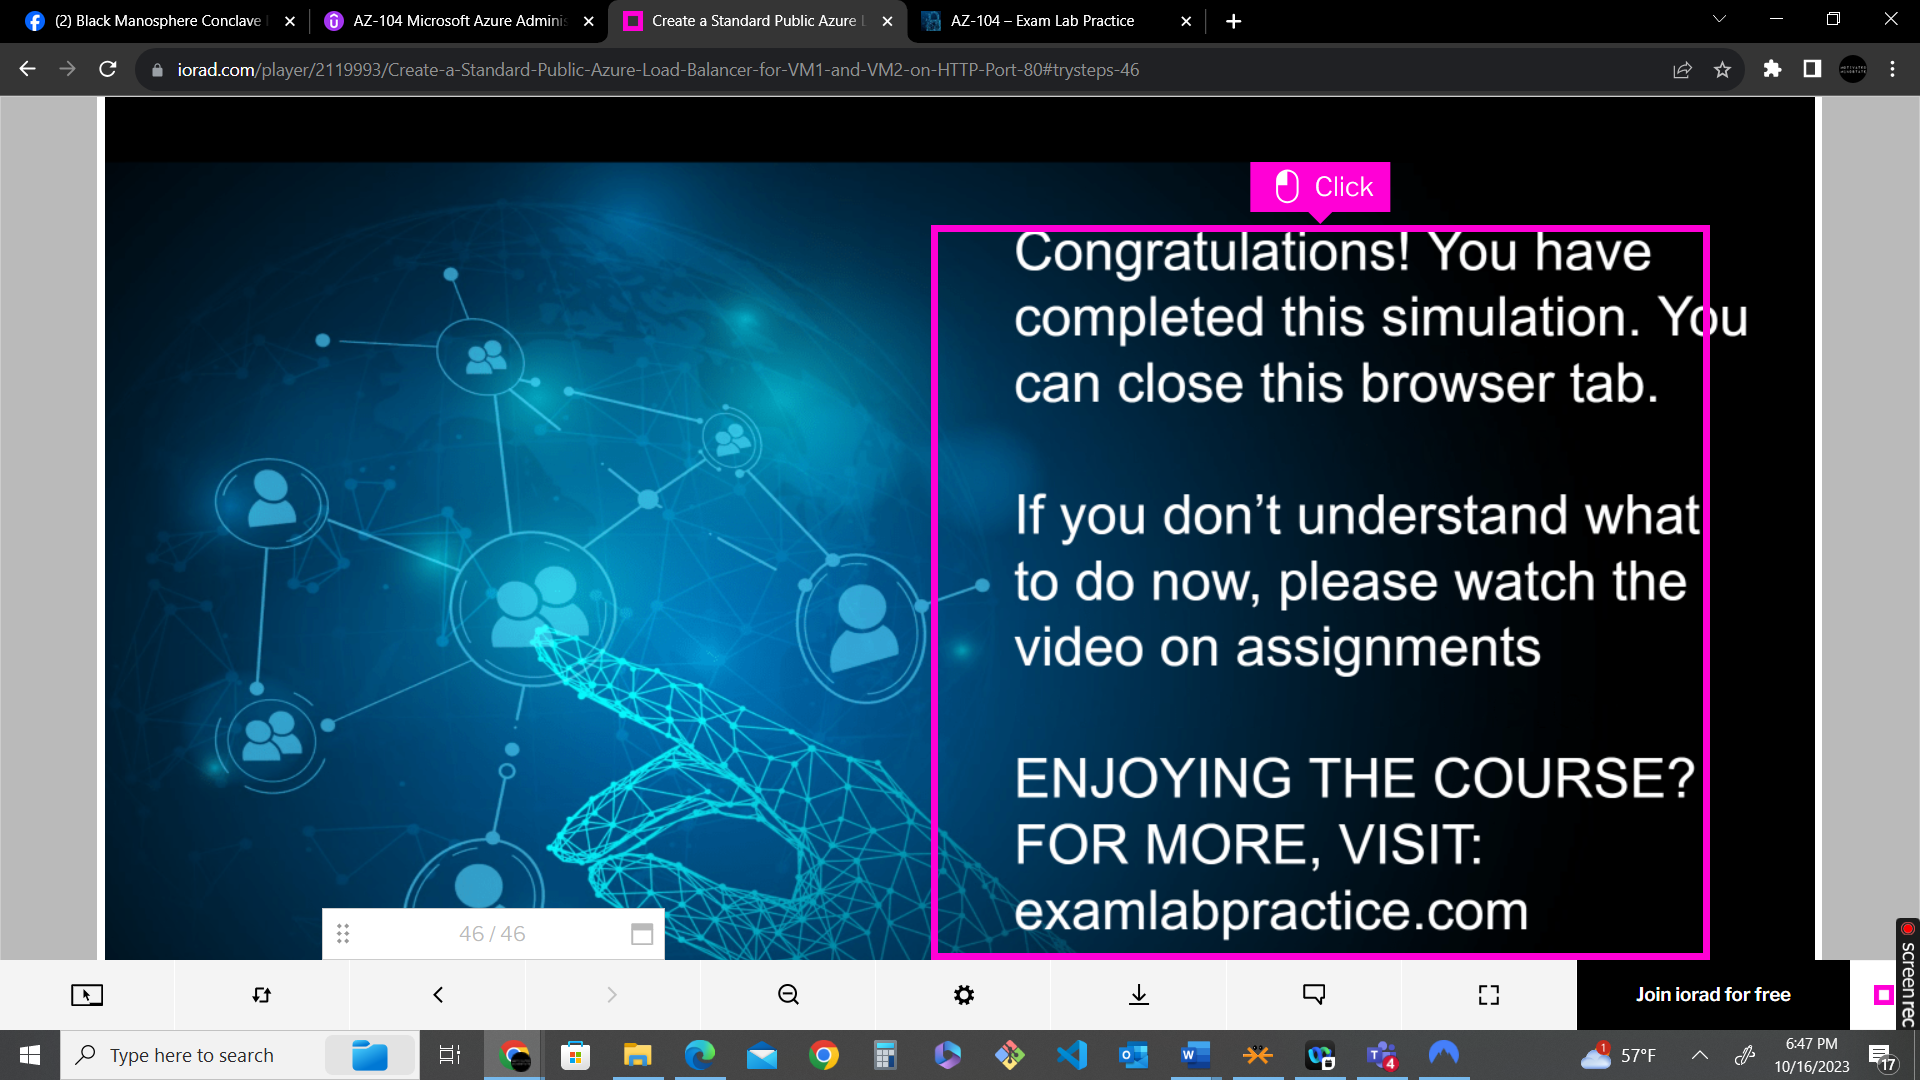 (2) Black Manosphere Conclave
AZ-104 Microsoft Azure Adminis
Create a Standard Public Azure L
AZ-104 – Exam Lab Practice
iorad.com/player/2119993/Create-a-Standard-Public-Azure-Load-Balancer-for-VM1-and-VM2-on-HTTP-Port-80#trysteps-46
Click
Congratulations! You have
completed this simulation. You
can close this browser tab.
If you don’t understand what
to do now, please watch the
video on assignments
ENJOYING THE COURSE?
FOR MORE, VISIT:
examlabpractice.com
46 / 46
Join iorad for free
screenrec
Type here to search
4
1
57°F
6:47 PM
10/16/2023
17